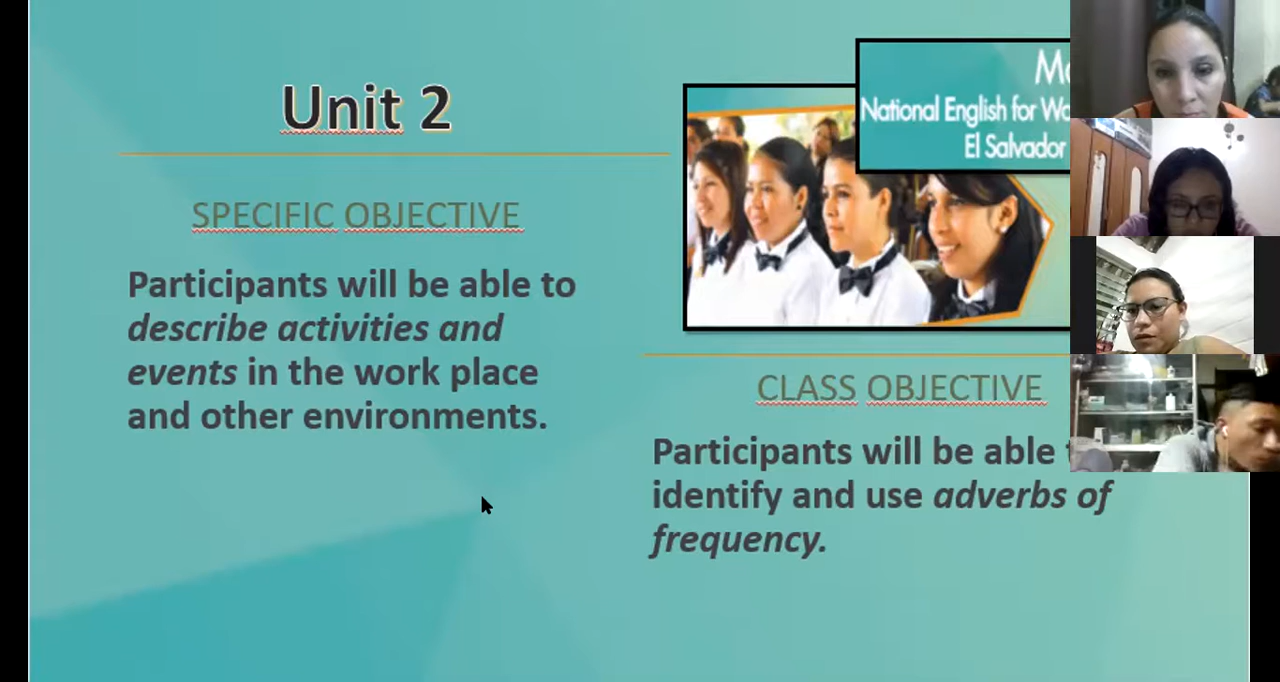 Unit 2
SPECIFIC OBJECTIVE
Participants will be able to
describe activities and
events in the work place
and other environments.
National English for
El Salvador
CLASS OBJECTIVE
Participants will be able
identify and use adverbs of
frequency.